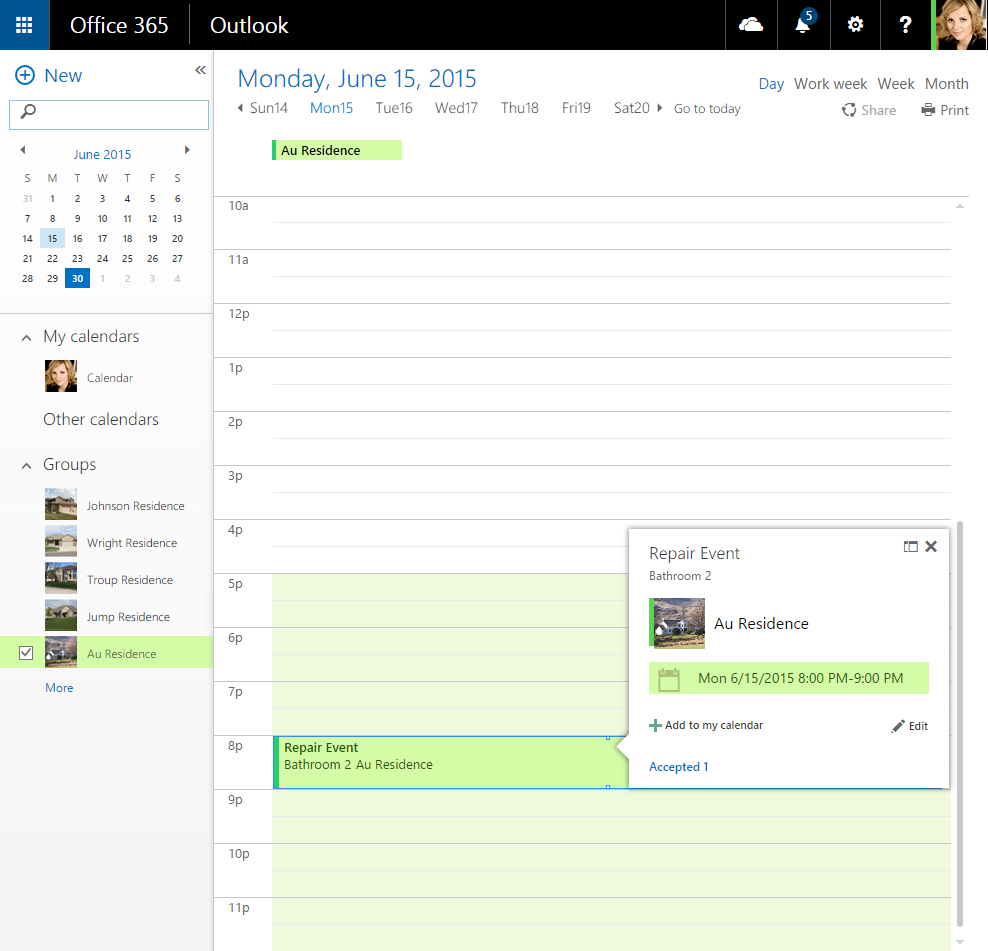 Office 365 Outlook 5 ?
New «
June 2015
S M T W T F S
31 1 2 3 4 5 6
7 8 9 10 11 12 13
14 15 16 17 18 19 20
21 22 23 24 25 26 27
28 29 30 1 2 3 4
My calendars
Calendar
Other calendars
Groups
Johnson Residence
Wright Residence
Troup Residence
Jump Residence
Au Residence
More
Monday, June 15, 2015
Day Work week Week Month
Sun14 Mon15 Tue16 Wed17 Thu18 Fri19 Sat20 Go to today
Share Print
Au Residence
10a
11a
12p
1p
2p
3p
4p
5p
6p
7p
8p
Repair Event
Bathroom 2 Au Residence
9p
10p
11p
Repair Event
Bathroom 2
Au Residence
Mon 6/15/2015 8:00 PM-9:00 PM
Add to my calendar Edit
Accepted 1